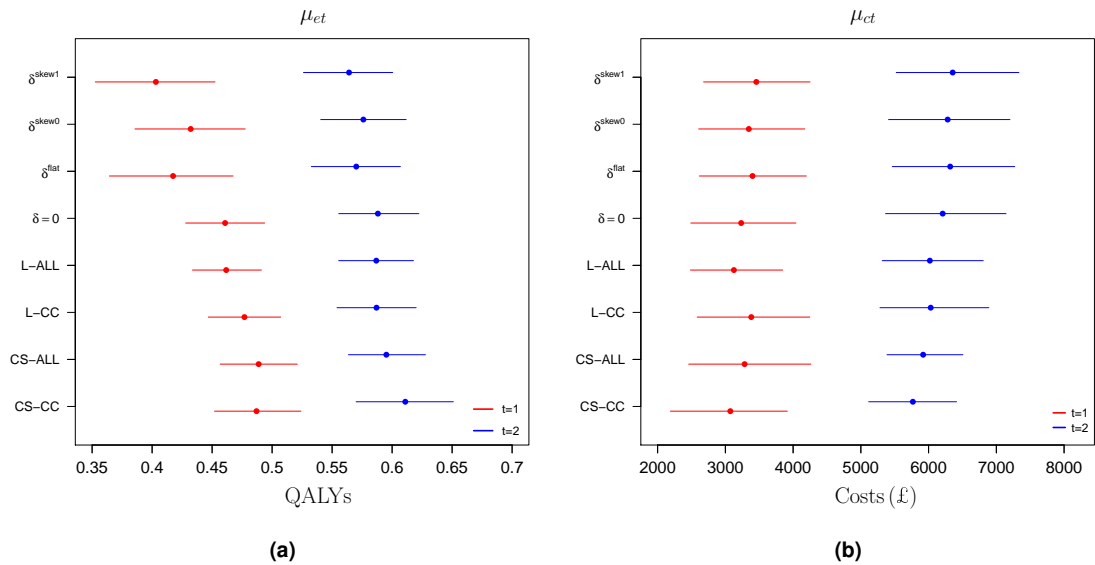 μet
δskew1
δskew0
δflat
δ = 0
L−ALL
L−CC
CS−ALL
CS−CC
t=1
t=2
0.35 0.4 0.45 0.5 0.55 0.6 0.65 0.7
QALYs
(a)
μct
δskew1
δskew0
δflat
δ = 0
L−ALL
L−CC
CS−ALL
CS−CC
t=1
t=2
2000 3000 4000 5000 6000 7000 8000
Costs (£)
(b)